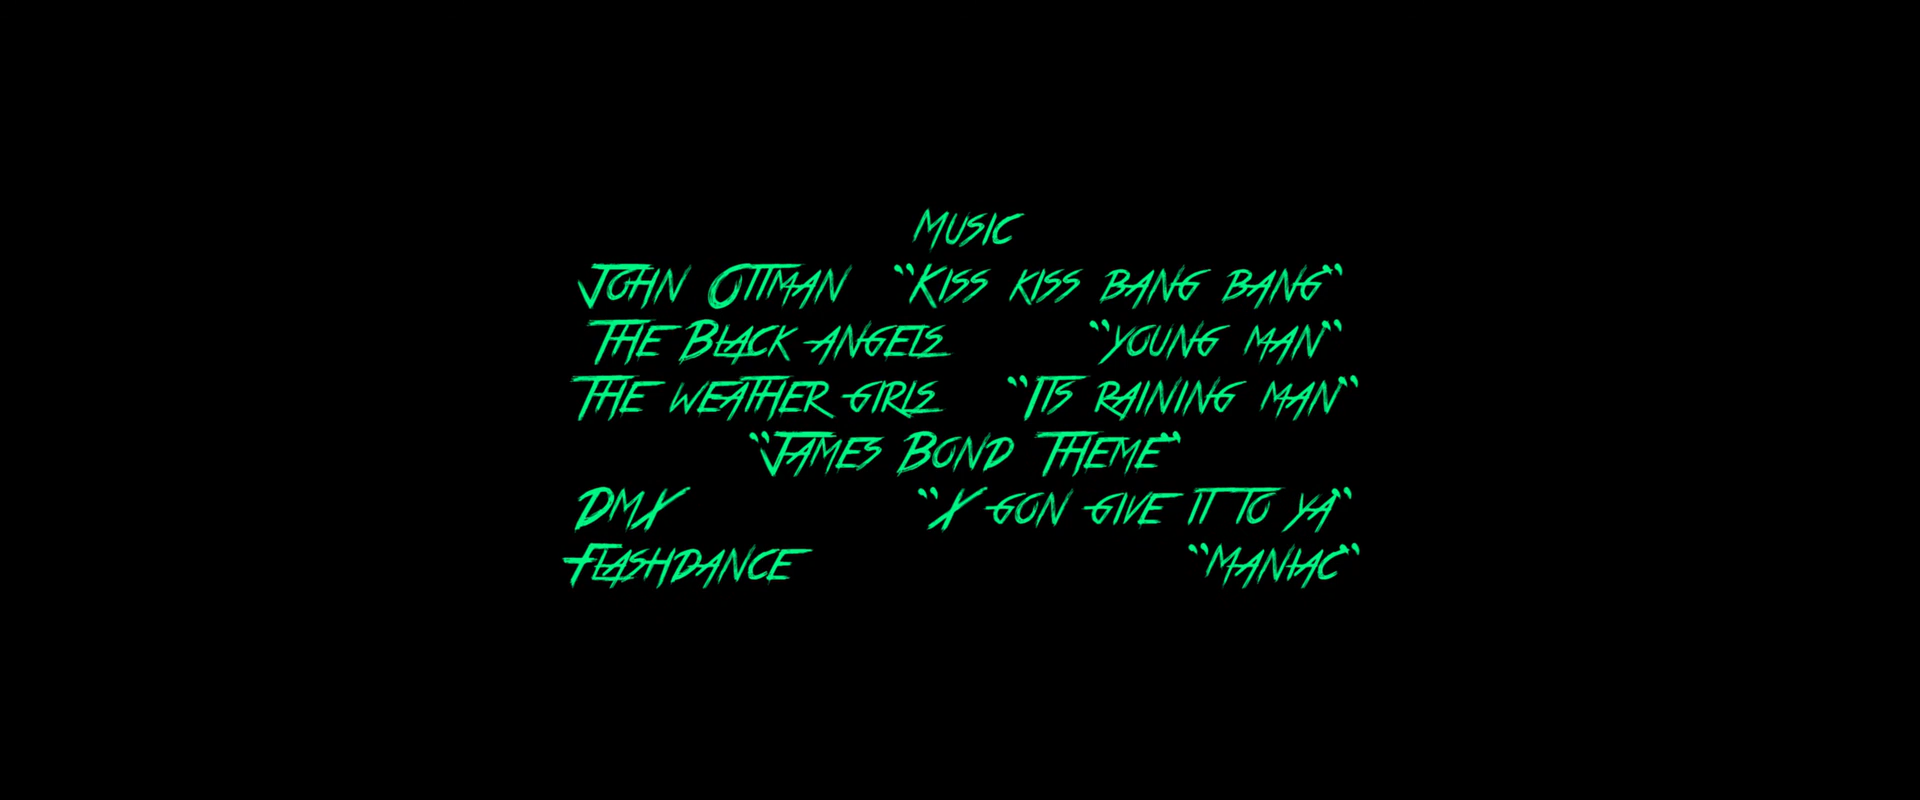 Music
John Ottman "Kiss kiss bang bang"
The Black Angels "Young man"
The Weather Girls "Its raining man"
"James Bond Theme"
DMX "X gon give it to ya"
Flashdance "Maniac"